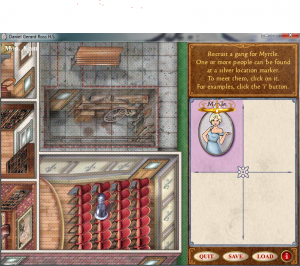 Recruit a gang for Myrtle.
One or more people can be found
at a silver location marker.
To meet them, click on it.
For examples, click the 'i' button.
Myrtle
QUIT
SAVE
LOAD
i